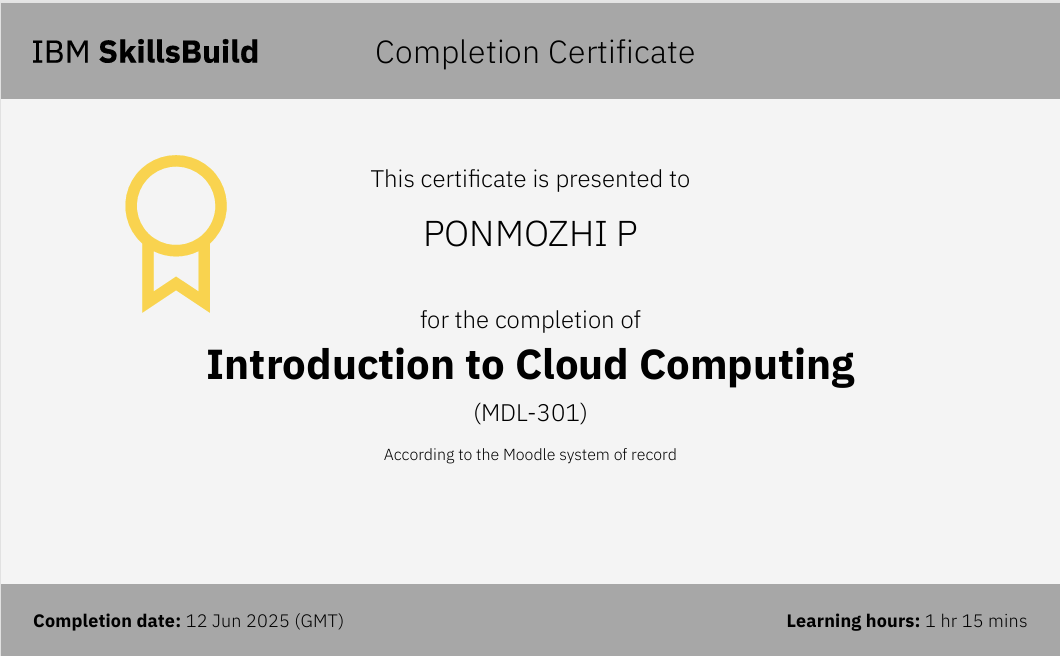 IBM SkillsBuild
Completion Certificate
This certificate is presented to
PONMOZHI P
for the completion of
Introduction to Cloud Computing
(MDL-301)
According to the Moodle system of record
Completion date: 12 Jun 2025 (GMT)
Learning hours: 1 hr 15 mins